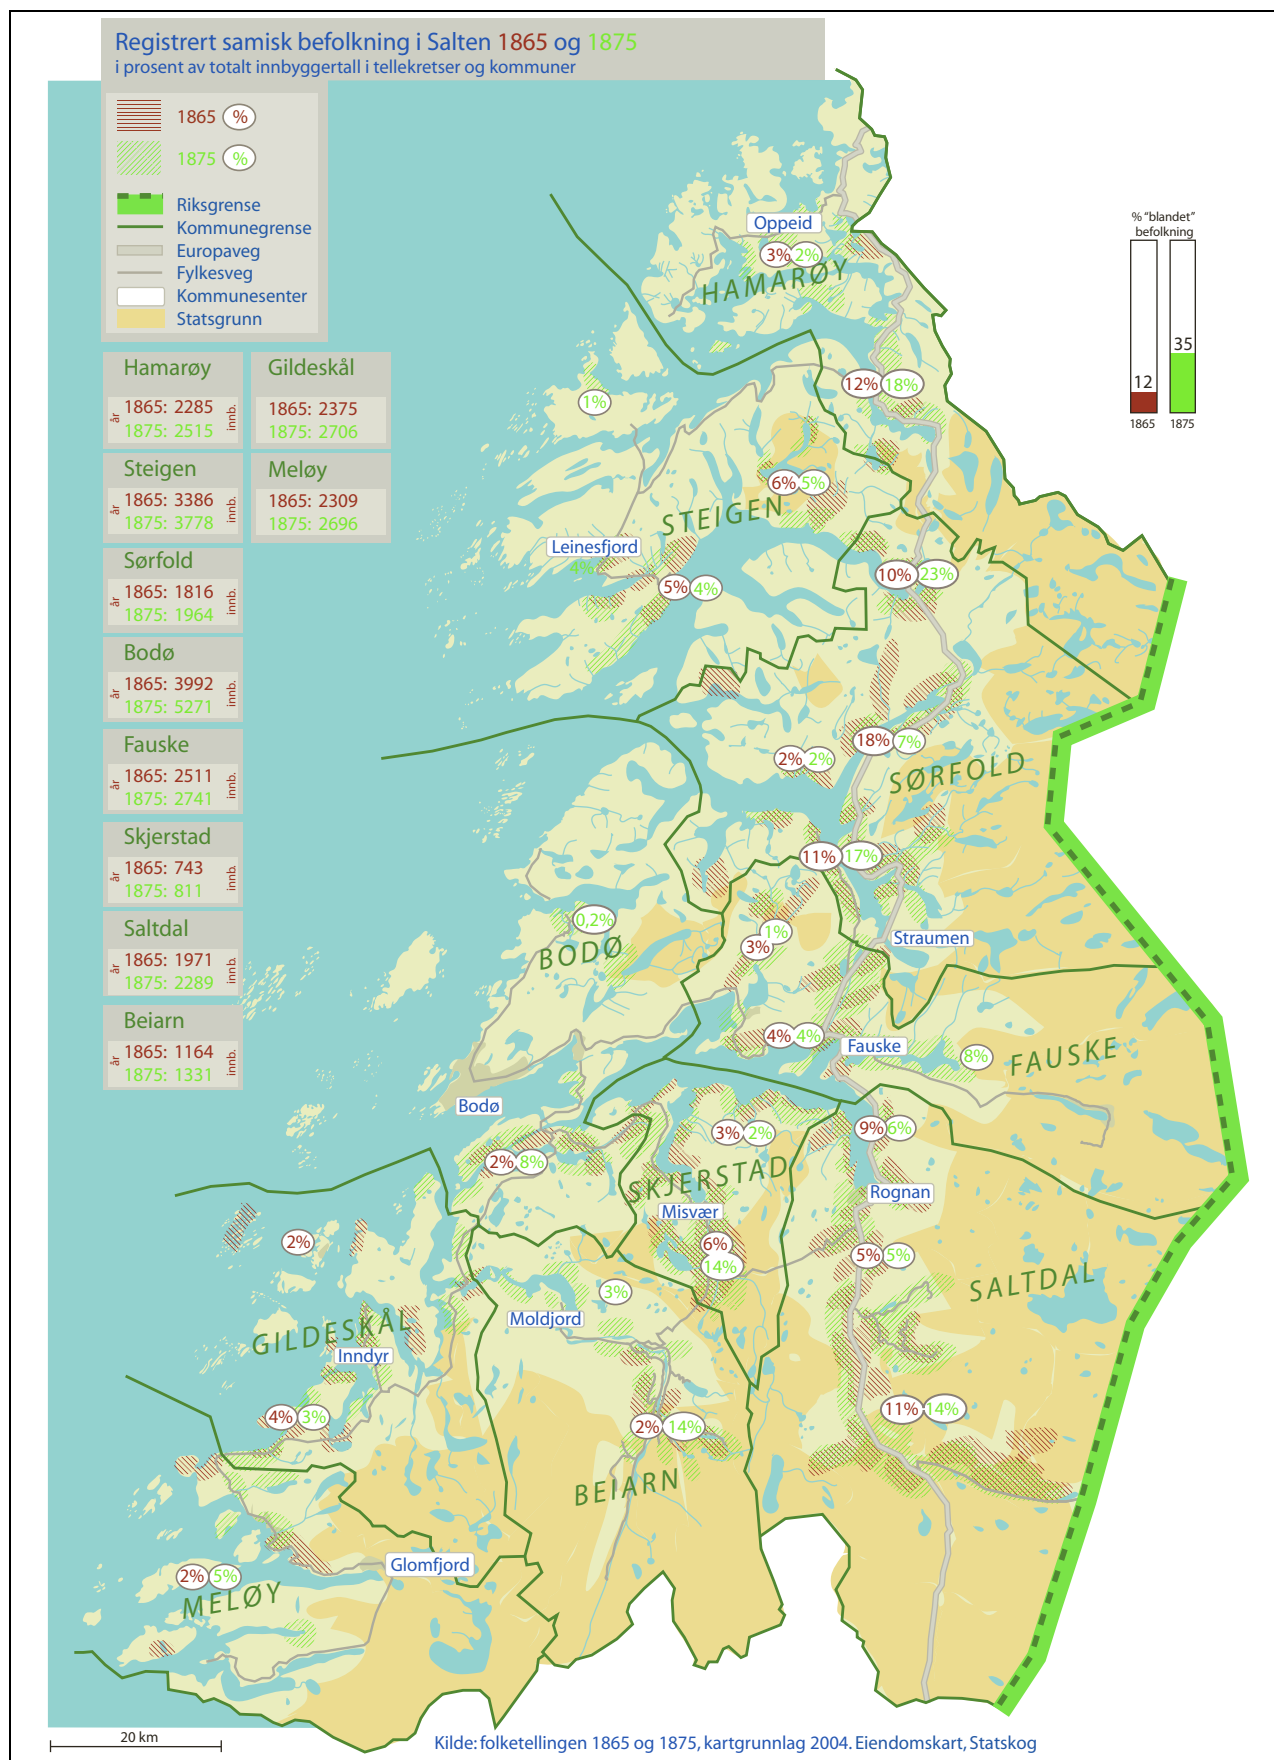 Registrert samisk befolkning i Salten 1865 og 1875
i prosent av totalt innbyggertall i tellekretser og kommuner
1865 %
1875 %
Riksgrense
Kommunegrense
Europaveg
Fylkesveg
Kommunesenter
Statsgrunn
Hamarøy
år
1865: 2285
1875: 2515
innb.
Gildeskål
1865: 2375
1875: 2706
Steigen
år
1865: 3386
1875: 3778
innb.
Meløy
1865: 2309
1875: 2696
Sørfold
år
1865: 1816
1875: 1964
innb.
Bodø
år
1865: 3992
1875: 5271
innb.
Fauske
år
1865: 2511
1875: 2741
innb.
Skjerstad
år
1865: 743
1875: 811
innb.
Saltdal
år
1865: 1971
1875: 2289
innb.
Beiarn
år
1865: 1164
1875: 1331
innb.
% "blandet"
befolkning
12
35
1865 1875
Oppeid
3% 2%
HAMARØY
12% 18%
1%
6% 5%
STEIGEN
Leinesfjord
4%
5% 4%
10% 23%
18% 7%
2% 2%
SØRFOLD
11% 17%
0,2%
BODØ
1%
3%
Straumen
4% 4%
Fauske
8%
FAUSKE
Bodø
2% 8%
3% 2%
9% 6%
SKJERSTAD
Rognan
Misvær
6%
14%
2%
5% 5%
SALTDAL
3%
Moldjord
GILDESKÅL
Inndyr
4% 3%
11% 14%
2% 14%
BEIARN
Glomfjord
2% 5%
MELØY
20 km
Kilde: folketellingen 1865 og 1875, kartgrunnlag 2004. Eiendomskart, Statskog